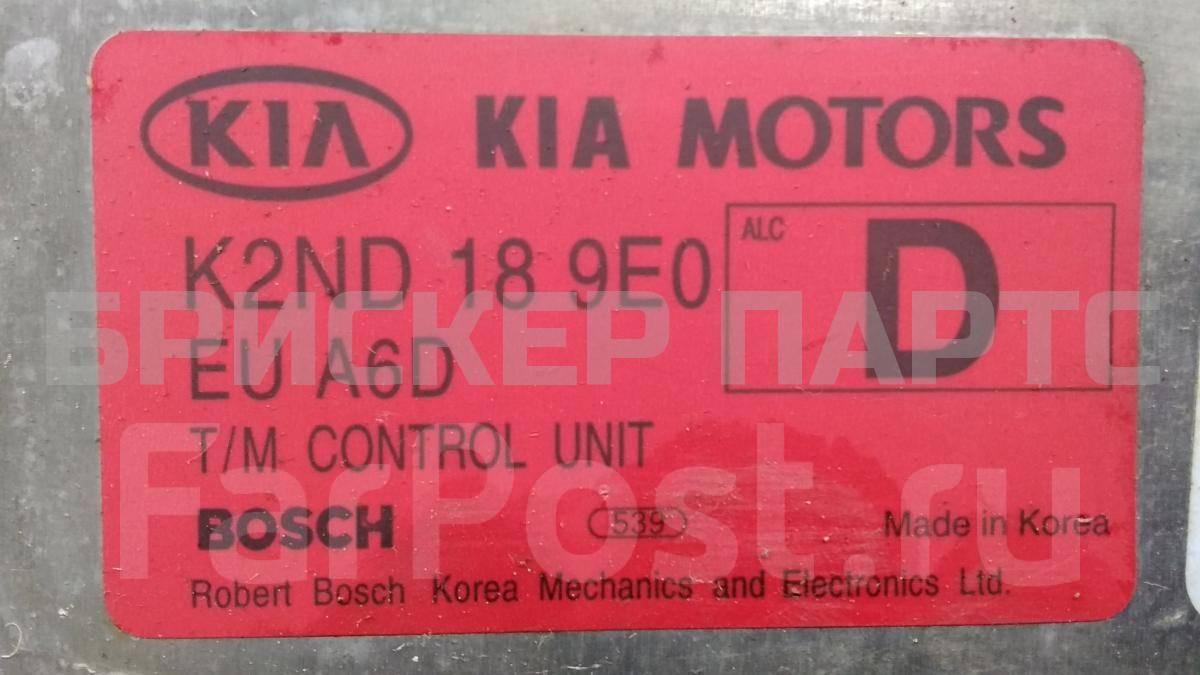 KIA KIA MOTORS
K2ND 18 9E0
ALC
D
EU A6D
T/M CONTROL UNIT
BOSCH 539 Made in Korea
Robert Bosch Korea Mechanics and Electronics Ltd.
БРИСКЕР ПАРТС
FarPost.ru